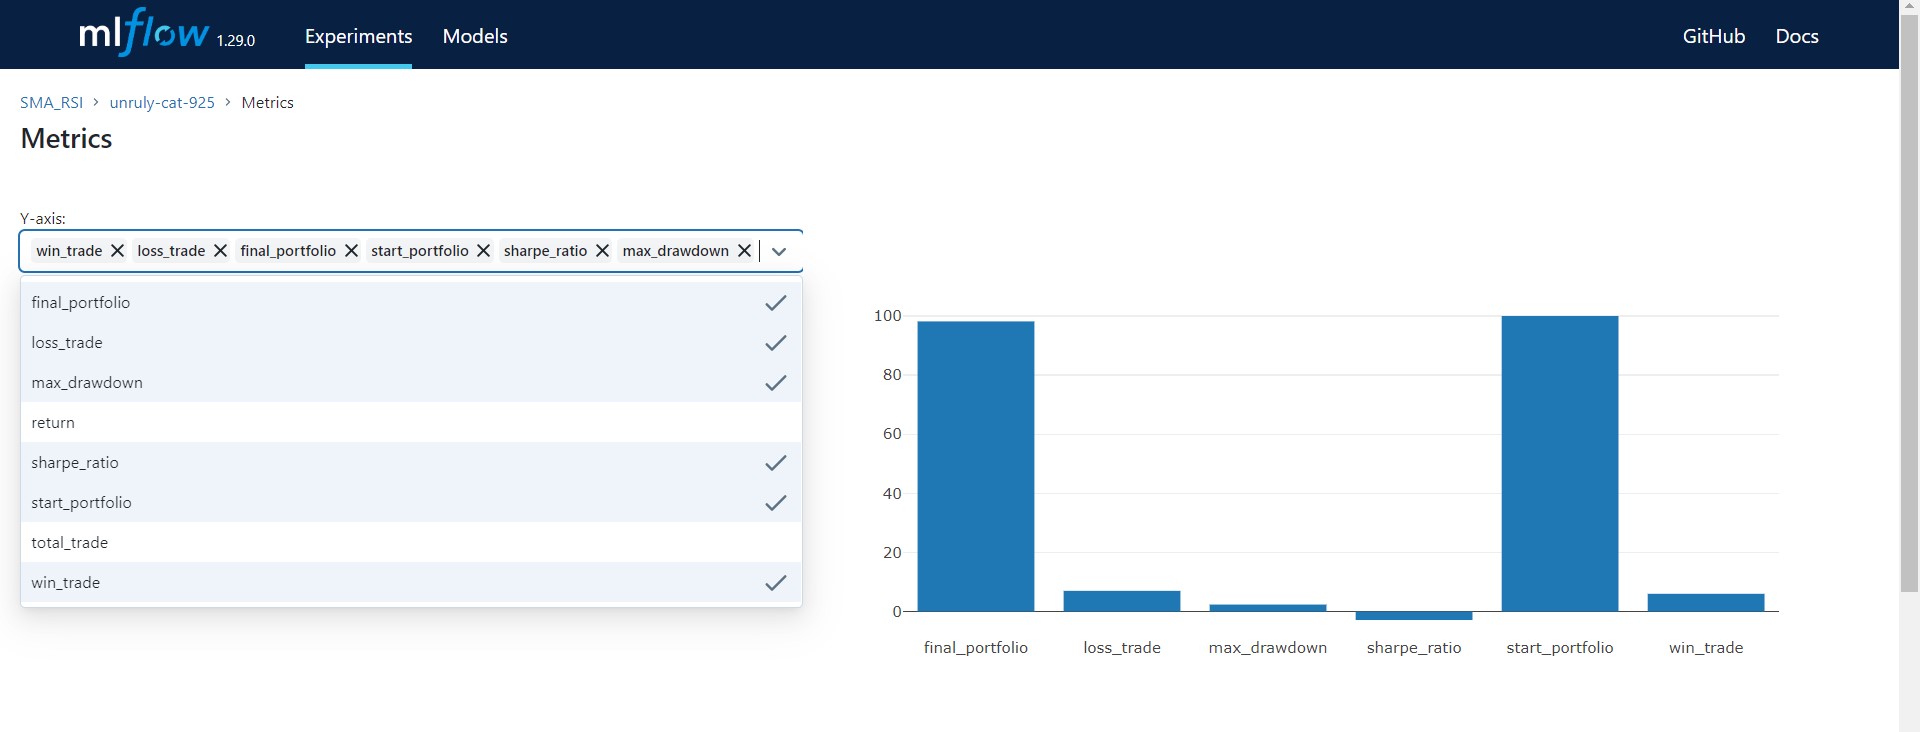 mlflow 1.29.0 Experiments Models GitHub Docs
SMA_RSI > unruly-cat-925 > Metrics
Metrics
Y-axis:
win_trade loss_trade final_portfolio start_portfolio sharpe_ratio max_drawdown
final_portfolio
loss_trade
max_drawdown
return
sharpe_ratio
start_portfolio
total_trade
win_trade
100
80
60
40
20
0
final_portfolio loss_trade max_drawdown sharpe_ratio start_portfolio win_trade